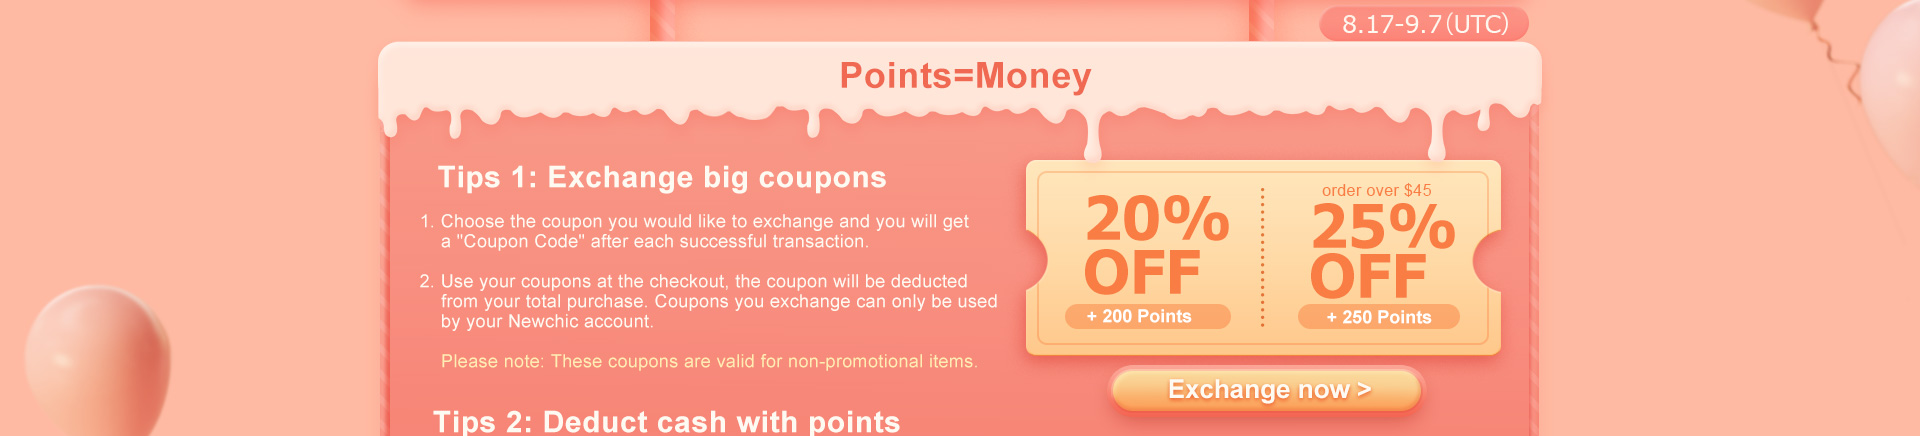 8.17-9.7(UTC)
Points=Money
Tips 1: Exchange big coupons
1. Choose the coupon you would like to exchange and you will get
a "Coupon Code" after each successful transaction.
2. Use your coupons at the checkout, the coupon will be deducted
from your total purchase. Coupons you exchange can only be used
by your Newchic account.
Please note: These coupons are valid for non-promotional items.
20%
OFF
+ 200 Points
order over $45
25%
OFF
+ 250 Points
Exchange now >
Tips 2: Deduct cash with points